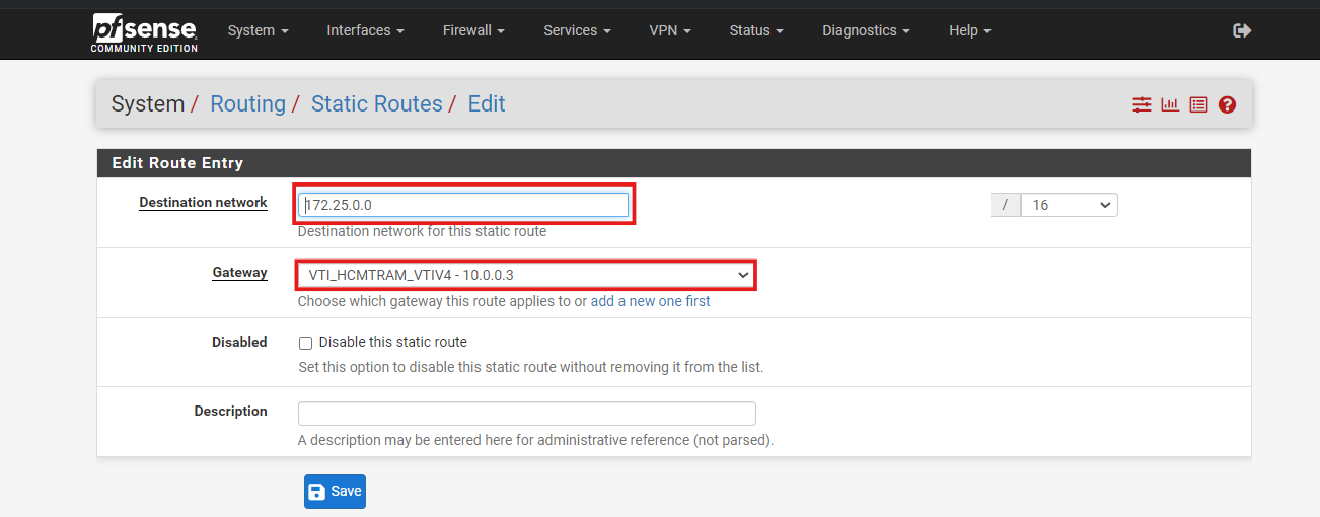 pfsense
COMMUNITY EDITION
System Interfaces Firewall Services VPN Status Diagnostics Help
System / Routing / Static Routes / Edit
Edit Route Entry
Destination network 172.25.0.0 / 16
Destination network for this static route
Gateway VTI_HCMTRAM_VTIV4 - 10.0.0.3
Choose which gateway this route applies to or add a new one first
Disabled Disable this static route
Set this option to disable this static route without removing it from the list.
Description
A description may be entered here for administrative reference (not parsed).
Save